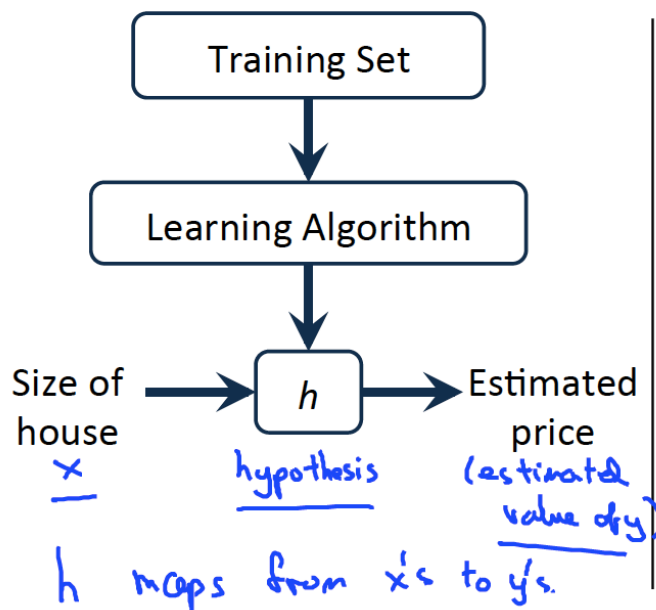 Training Set
Learning Algorithm
Size of
house
h
Estimated
price
x
hypothesis
(estimated
value of y)
h maps from x's to y's.